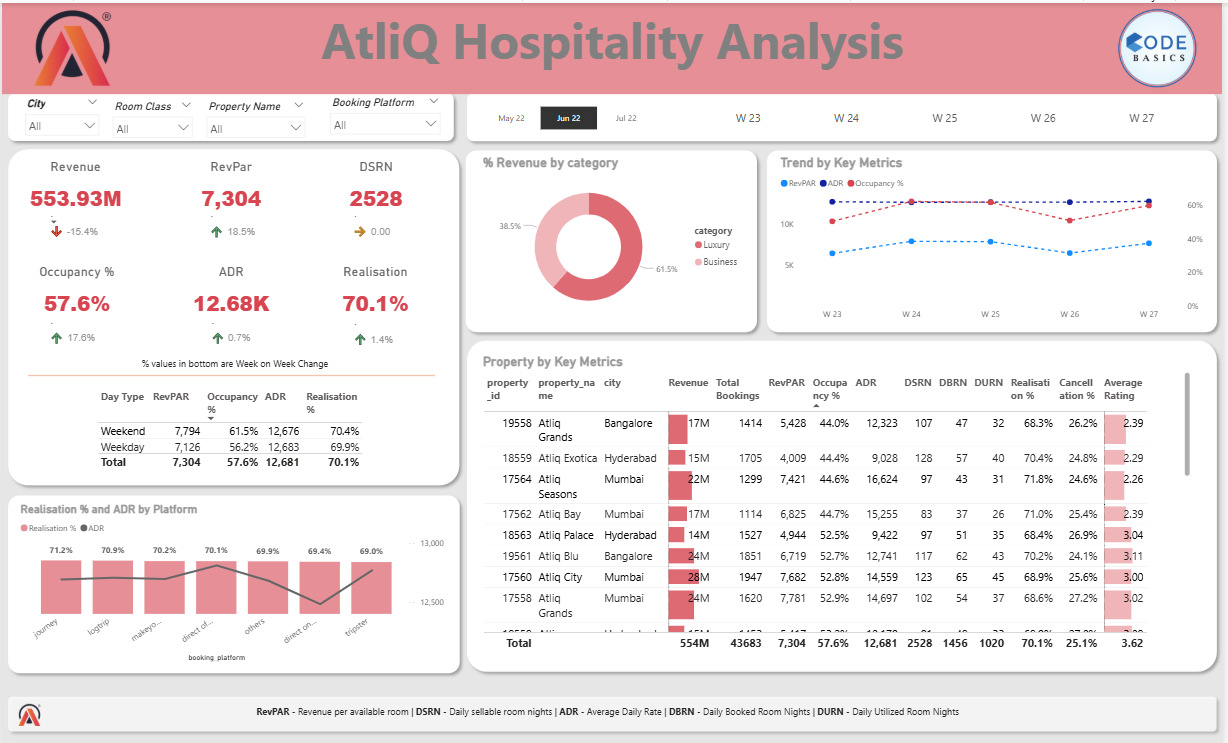 AtliQ Hospitality Analysis
®
CODE
BASICS
City
Room Class
Property Name
Booking Platform
All
All
All
All
May 22
Jun 22
Jul 22
W 23
W 24
W 25
W 26
W 27
Revenue
RevPar
DSRN
553.93M
7,304
2528
-15.4%
18.5%
0.00
Occupancy %
ADR
Realisation
57.6%
12.68K
70.1%
17.6%
0.7%
1.4%
% values in bottom are Week on Week Change
Day Type RevPAR Occupancy % ADR Realisation %
Weekend 7,794 61.5% 12,676 70.4%
Weekday 7,126 56.2% 12,683 69.9%
Total 7,304 57.6% 12,681 70.1%
% Revenue by category
38.5%
61.5%
category
Luxury
Business
Trend by Key Metrics
RevPAR ADR Occupancy %
10K
5K
60%
40%
20%
0%
W 23
W 24
W 25
W 26
W 27
Realisation % and ADR by Platform
Realisation % ADR
71.2%
70.9%
70.2%
70.1%
69.9%
69.4%
69.0%
13,000
12,500
journey
logtrip
makeyo...
direct of...
others
direct on...
tripster
booking_platform
Property by Key Metrics
property property_na city Revenue Total RevPAR Occupa ADR DSRN DBRN DURN Realisati Cancell Average
_id me Bookings ncy % on % ation % Rating
19558 Atliq Bangalore 17M 1414 5,428 44.0% 12,323 107 47 32 68.3% 26.2% 2.39
Grands
18559 Atliq Exotica Hyderabad 15M 1705 4,009 44.4% 9,028 128 57 40 70.4% 24.8% 2.29
17564 Atliq Mumbai 22M 1299 7,421 44.6% 16,624 97 43 31 71.8% 24.6% 2.26
Seasons
17562 Atliq Bay Mumbai 17M 1114 6,825 44.7% 15,255 83 37 26 71.0% 25.4% 2.39
18563 Atliq Palace Hyderabad 14M 1527 4,944 52.5% 9,422 97 51 35 68.4% 26.9% 3.04
19561 Atliq Blu Bangalore 24M 1851 6,719 52.7% 12,741 117 62 43 70.2% 24.1% 3.11
17560 Atliq City Mumbai 28M 1947 7,682 52.8% 14,559 123 65 45 68.9% 25.6% 3.00
17558 Atliq Mumbai 24M 1620 7,781 52.9% 14,697 102 54 37 68.6% 27.2% 3.02
Grands
Total 554M 43683 7,304 57.6% 12,681 2528 1456 1020 70.1% 25.1% 3.62
RevPAR - Revenue per available room | DSRN - Daily sellable room nights | ADR - Average Daily Rate | DBRN - Daily Booked Room Nights | DURN - Daily Utilized Room Nights